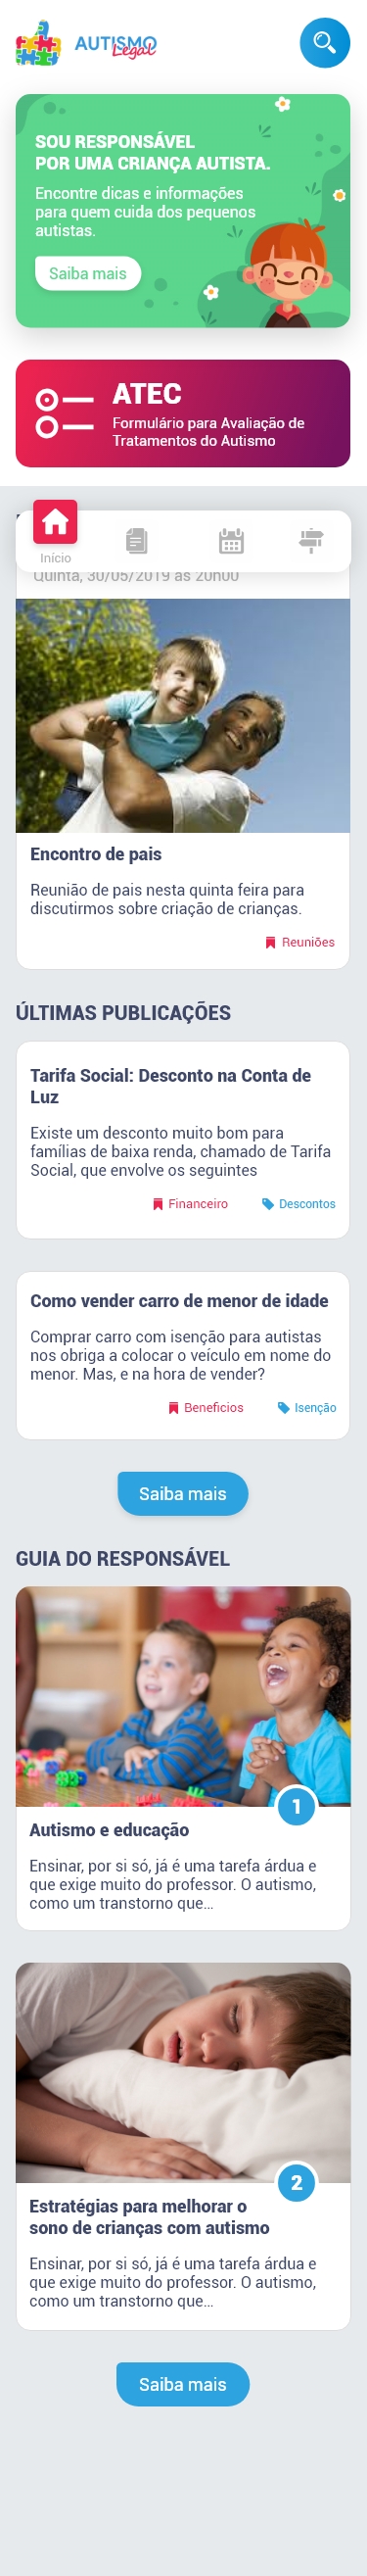 AUTISMO
Legal
SOU RESPONSÁVEL
POR UMA CRIANÇA AUTISTA.
Encontre dicas e informações
para quem cuida dos pequenos
autistas.
Saiba mais
ATEC
Formulário para Avaliação de
Tratamentos do Autismo
Início
Quinta, 30/05/2019 às 20h00
Encontro de pais
Reunião de pais nesta quinta feira para
discutirmos sobre criação de crianças.
Reuniões
ÚLTIMAS PUBLICAÇÕES
Tarifa Social: Desconto na Conta de
Luz
Existe um desconto muito bom para
famílias de baixa renda, chamado de Tarifa
Social, que envolve os seguintes
Financeiro Descontos
Como vender carro de menor de idade
Comprar carro com isenção para autistas
nos obriga a colocar o veículo em nome do
menor. Mas, e na hora de vender?
Beneficios Isenção
Saiba mais
GUIA DO RESPONSÁVEL
1
Autismo e educação
Ensinar, por si só, já é uma tarefa árdua e
que exige muito do professor. O autismo,
como um transtorno que...
2
Estratégias para melhorar o
sono de crianças com autismo
Ensinar, por si só, já é uma tarefa árdua e
que exige muito do professor. O autismo,
como um transtorno que...
Saiba mais